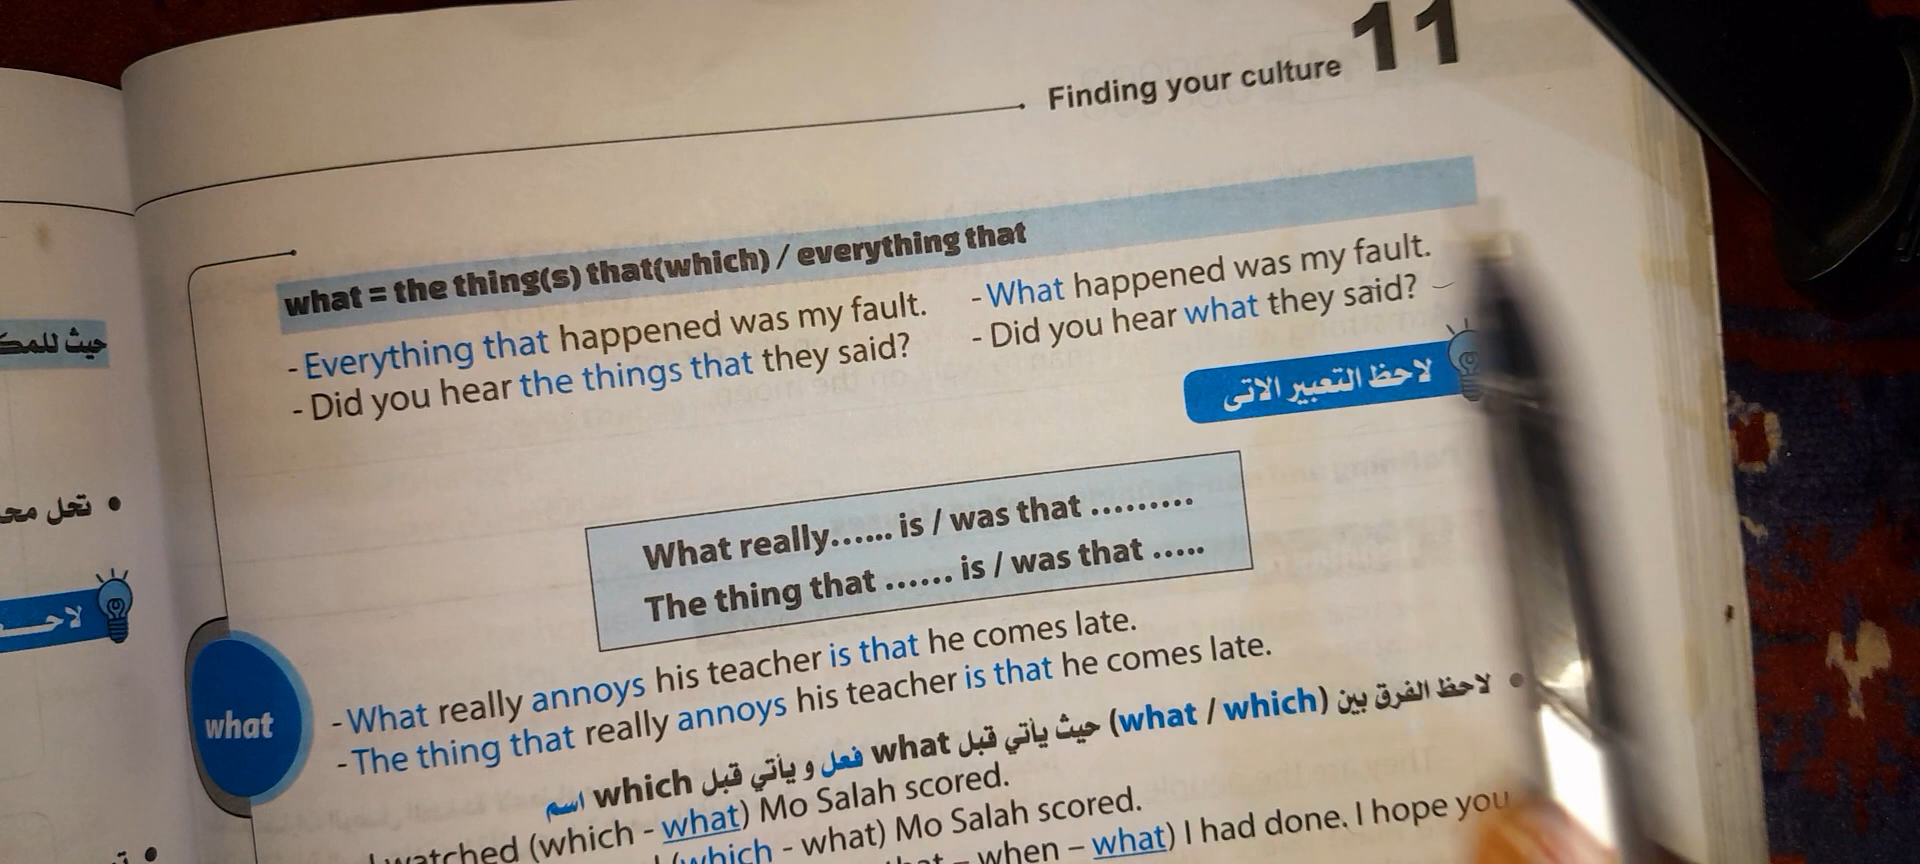 Finding your culture 11
what = the thing(s) that(which) / everything that
- Everything that happened was my fault.
- What happened was my fault.
- Did you hear the things that they said?
- Did you hear what they said?
لاحظ التعبير الاتى
What really...... is / was that .........
The thing that ...... is / was that .....
- What really annoys his teacher is that he comes late.
- The thing that really annoys his teacher is that he comes late.
• لاحظ الفرق بين (what / which) حيث يأتي قبل what فعل و يأتي قبل which اسم
watched (which - what) Mo Salah scored.
(which - what) Mo Salah scored.
– when – what) I had done. I hope you
what
حيث
• تحل